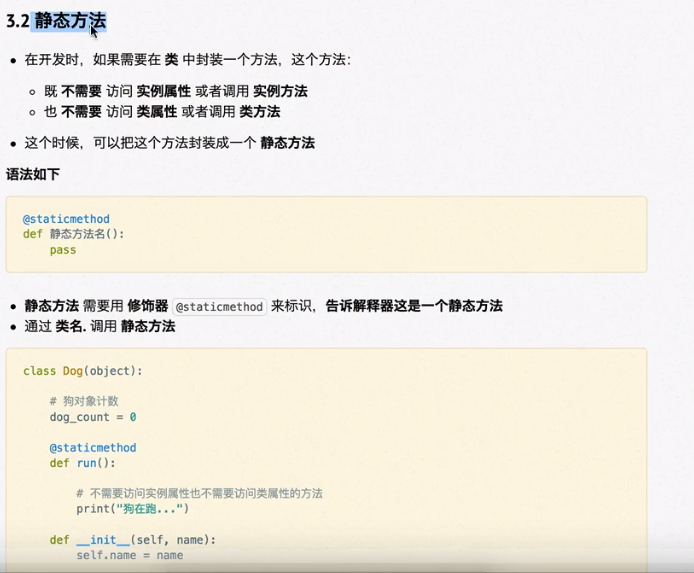 3.2 静态方法
在开发时，如果需要在 类 中封装一个方法，这个方法：
既 不需要 访问 实例属性 或者调用 实例方法
也 不需要 访问 类属性 或者调用 类方法
这个时候，可以把这个方法封装成一个 静态方法
语法如下
@staticmethod
def 静态方法名():
    pass
静态方法 需要用 修饰器 @staticmethod 来标识，告诉解释器这是一个静态方法
通过 类名. 调用 静态方法
class Dog(object):
    # 狗对象计数
    dog_count = 0
    @staticmethod
    def run():
        # 不需要访问实例属性也不需要访问类属性的方法
        print("狗在跑...")
    def __init__(self, name):
        self.name = name